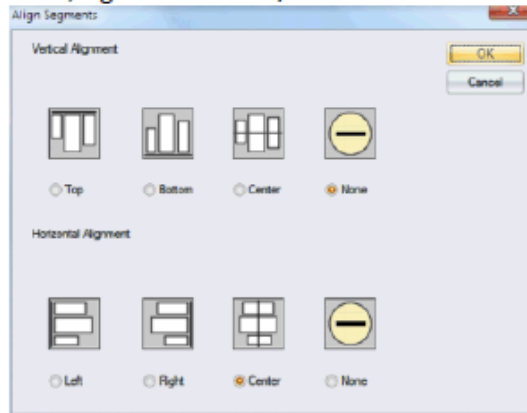 Align Segments
Vertical Alignment
OK
Cancel
Top Bottom Center None
Horizontal Alignment
Left Right Center None